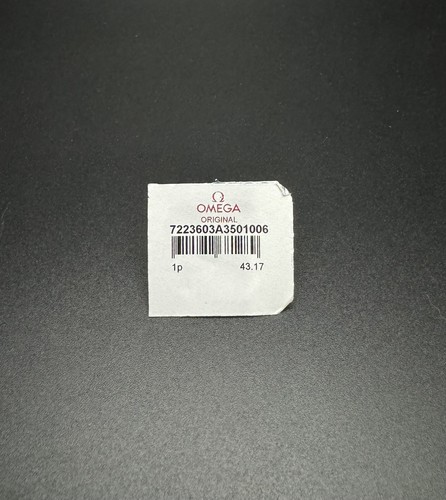 Ω
OMEGA
ORIGINAL
7223603A3501006
1p 43.17